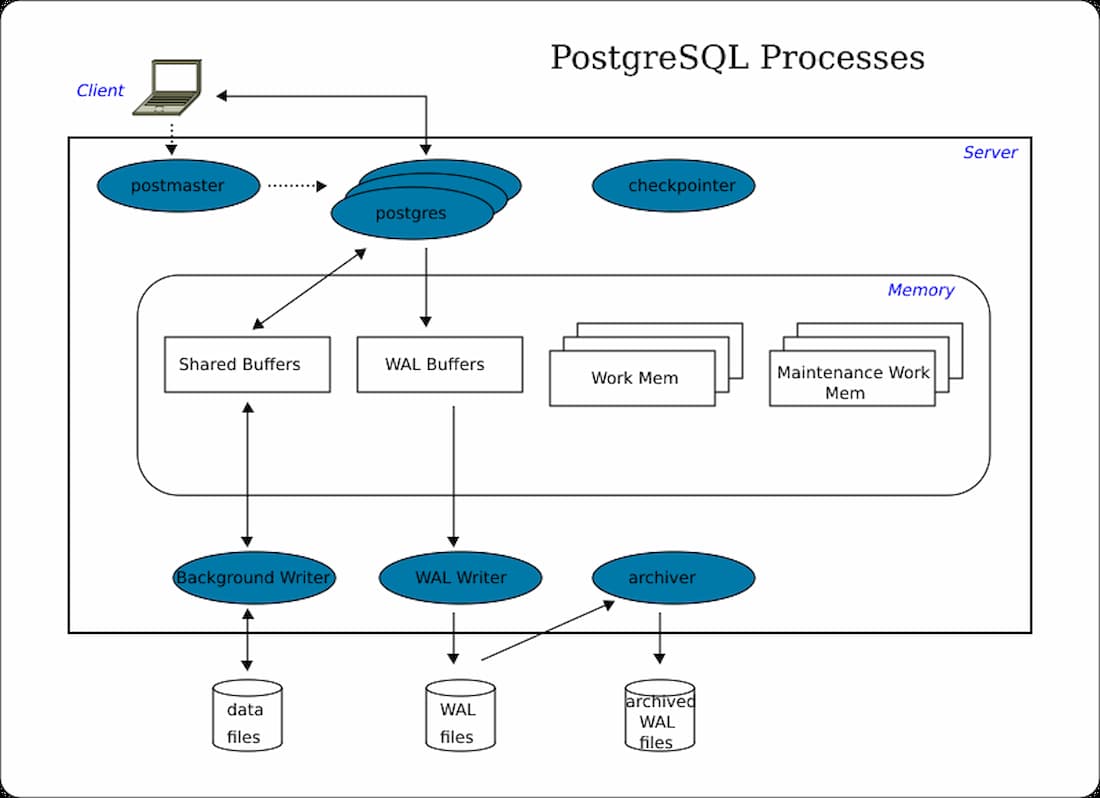 PostgreSQL Processes
Client
Server
postmaster
postgres
checkpointer
Memory
Shared Buffers
WAL Buffers
Work Mem
Maintenance Work
Mem
Background Writer
WAL Writer
archiver
data
files
WAL
files
archived
WAL
files